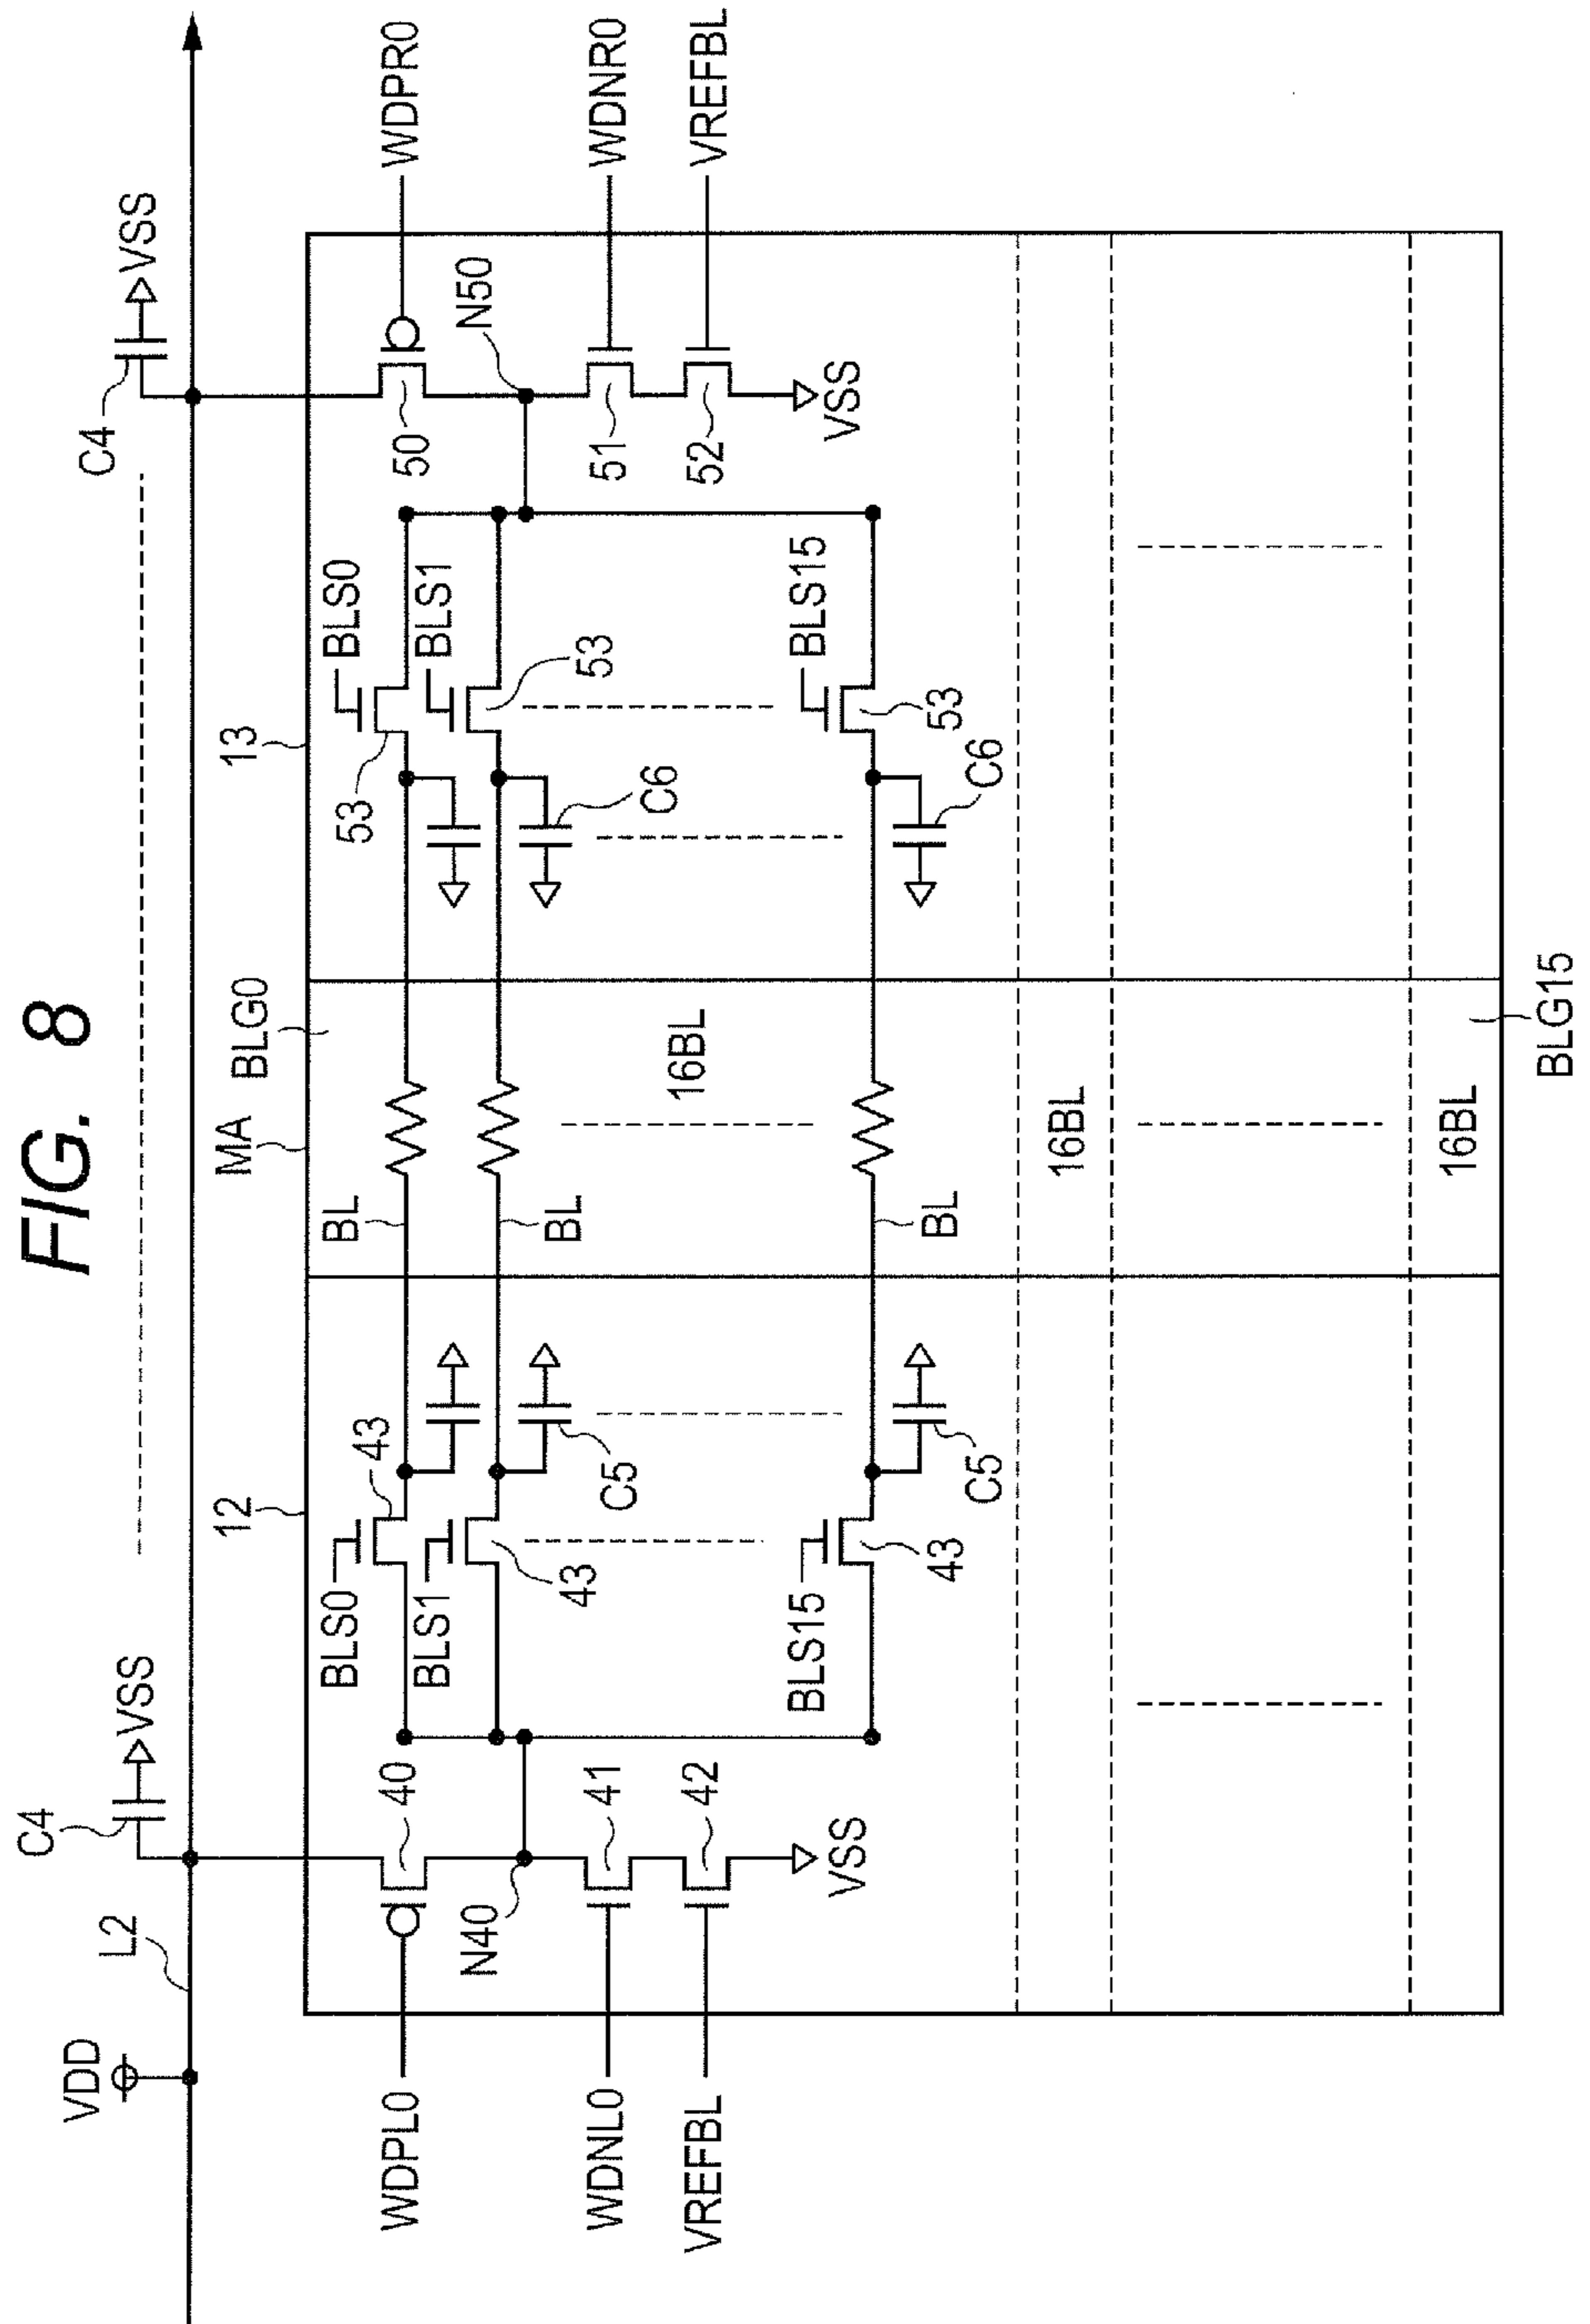 FIG. 8
C4
VSS
C4
VSS
VDD
L2
12
MA
BLG0
13
WDPL0
40
BLS0
43
BL
53
BLS0
50
WDPR0
N40
BLS1
43
BL
C5
16BL
C6
BLS1
53
N50
WDNL0
41
51
WDNR0
VREFBL
42
52
VREFBL
VSS
BLS15
43
C5
BL
C6
BLS15
53
VSS
16BL
16BL
BLG15